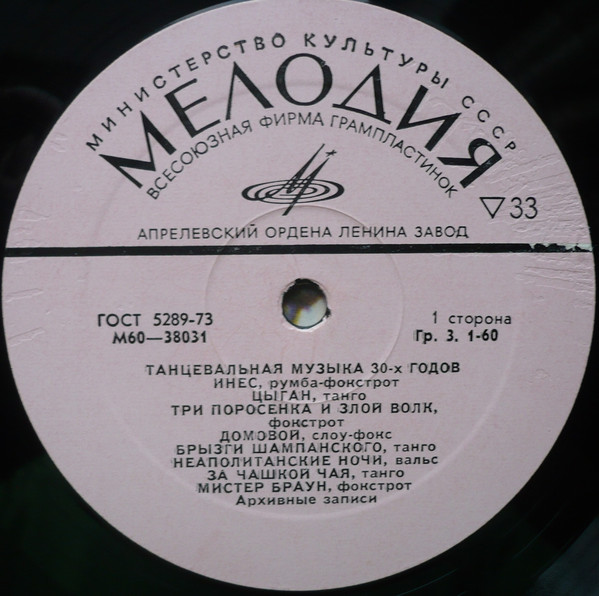 МИНИСТЕРСТВО КУЛЬТУРЫ СССР
МЕЛОДИЯ
ВСЕСОЮЗНАЯ ФИРМА ГРАМПЛАСТИНОК
▽33
АПРЕЛЕВСКИЙ ОРДЕНА ЛЕНИНА ЗАВОД
ГОСТ 5289-73
М60—38031
1 сторона
Гр. 3. 1-60
ТАНЦЕВАЛЬНАЯ МУЗЫКА 30-х ГОДОВ
ИНЕС, румба-фокстрот
ЦЫГАН, танго
ТРИ ПОРОСЕНКА И ЗЛОЙ ВОЛК,
фокстрот
ДОМОВОЙ, слоу-фокс
БРЫЗГИ ШАМПАНСКОГО, танго
НЕАПОЛИТАНСКИЕ НОЧИ, вальс
ЗА ЧАШКОЙ ЧАЯ, танго
МИСТЕР БРАУН, фокстрот
Архивные записи